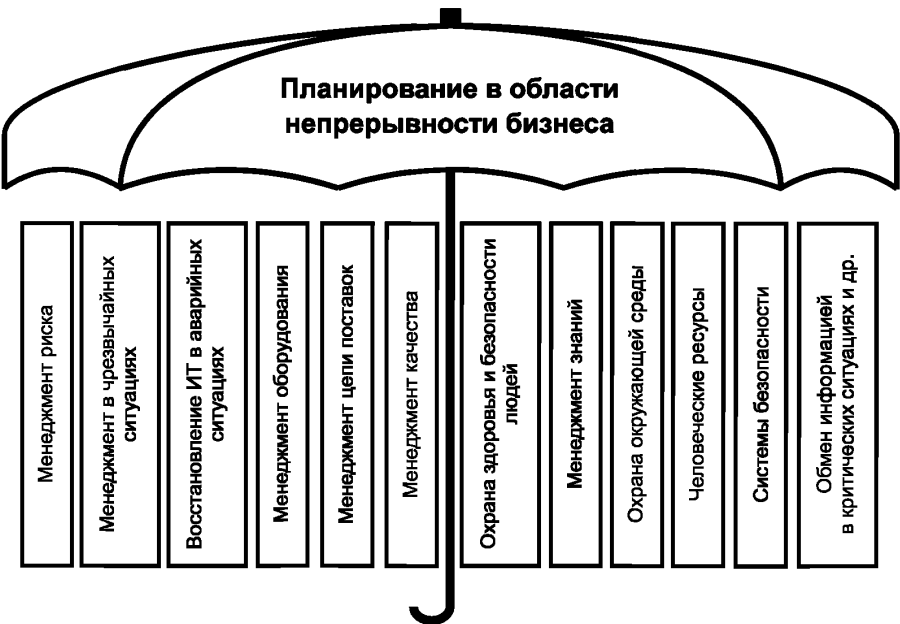 Планирование в области
непрерывности бизнеса
Менеджмент риска
Менеджмент в чрезвычайных
ситуациях
Восстановление ИТ в аварийных
ситуациях
Менеджмент оборудования
Менеджмент цепи поставок
Менеджмент качества
Охрана здоровья и безопасности
людей
Менеджмент знаний
Охрана окружающей среды
Человеческие ресурсы
Системы безопасности
Обмен информацией
в критических ситуациях и др.